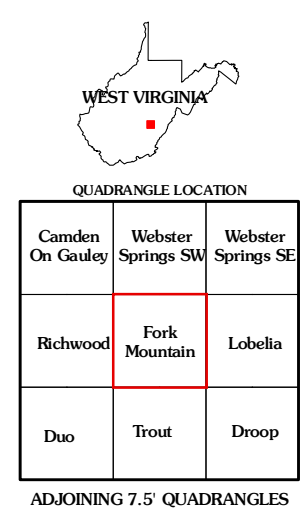 WEST VIRGINIA
QUADRANGLE LOCATION
Camden
On Gauley
Webster
Springs SW
Webster
Springs SE
Richwood
Fork
Mountain
Lobelia
Duo
Trout
Droop
ADJOINING 7.5' QUADRANGLES